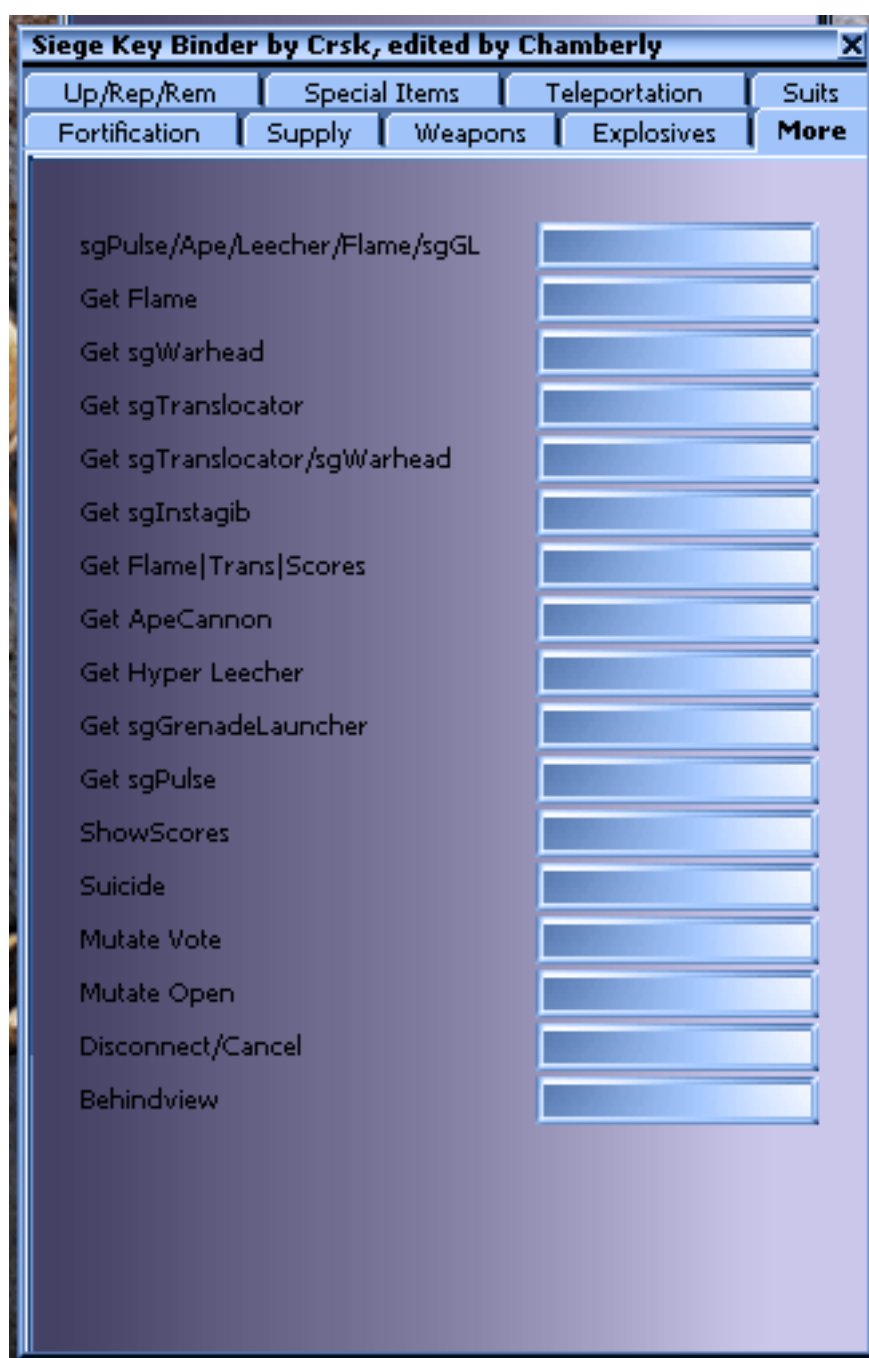 Siege Key Binder by Crsk, edited by Chamberly
Up/Rep/Rem Special Items Teleportation Suits
Fortification Supply Weapons Explosives More
sgPulse/Ape/Leecher/Flame/sgGL
Get Flame
Get sgWarhead
Get sgTranslocator
Get sgTranslocator/sgWarhead
Get sgInstagib
Get Flame|Trans|Scores
Get ApeCannon
Get Hyper Leecher
Get sgGrenadeLauncher
Get sgPulse
ShowScores
Suicide
Mutate Vote
Mutate Open
Disconnect/Cancel
Behindview